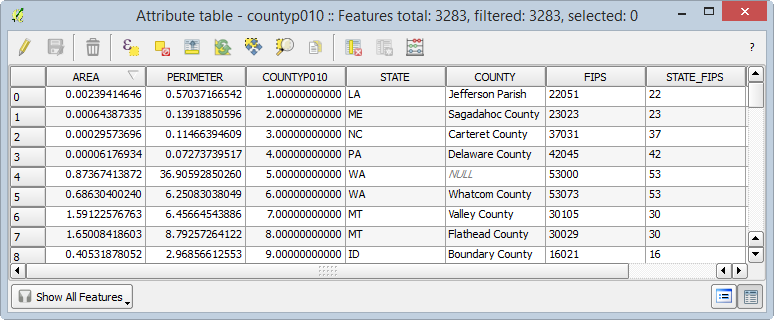 Attribute table - countyp010 :: Features total: 3283, filtered: 3283, selected: 0
?
AREA PERIMETER COUNTYP010 STATE COUNTY FIPS STATE_FIPS
0 0.00239414646 0.57037166542 1.00000000000 LA Jefferson Parish 22051 22
1 0.00064387335 0.13918850596 2.00000000000 ME Sagadahoc County 23023 23
2 0.00029573696 0.11466394609 3.00000000000 NC Carteret County 37031 37
3 0.00006176934 0.07273739517 4.00000000000 PA Delaware County 42045 42
4 0.87367413872 36.90592850260 5.00000000000 WA NULL 53000 53
5 0.68630400240 6.25083038049 6.00000000000 WA Whatcom County 53073 53
6 1.59122576763 6.45664543886 7.00000000000 MT Valley County 30105 30
7 1.65008418603 8.79257264122 8.00000000000 MT Flathead County 30029 30
8 0.40531878052 2.96856612553 9.00000000000 ID Boundary County 16021 16
Show All Features